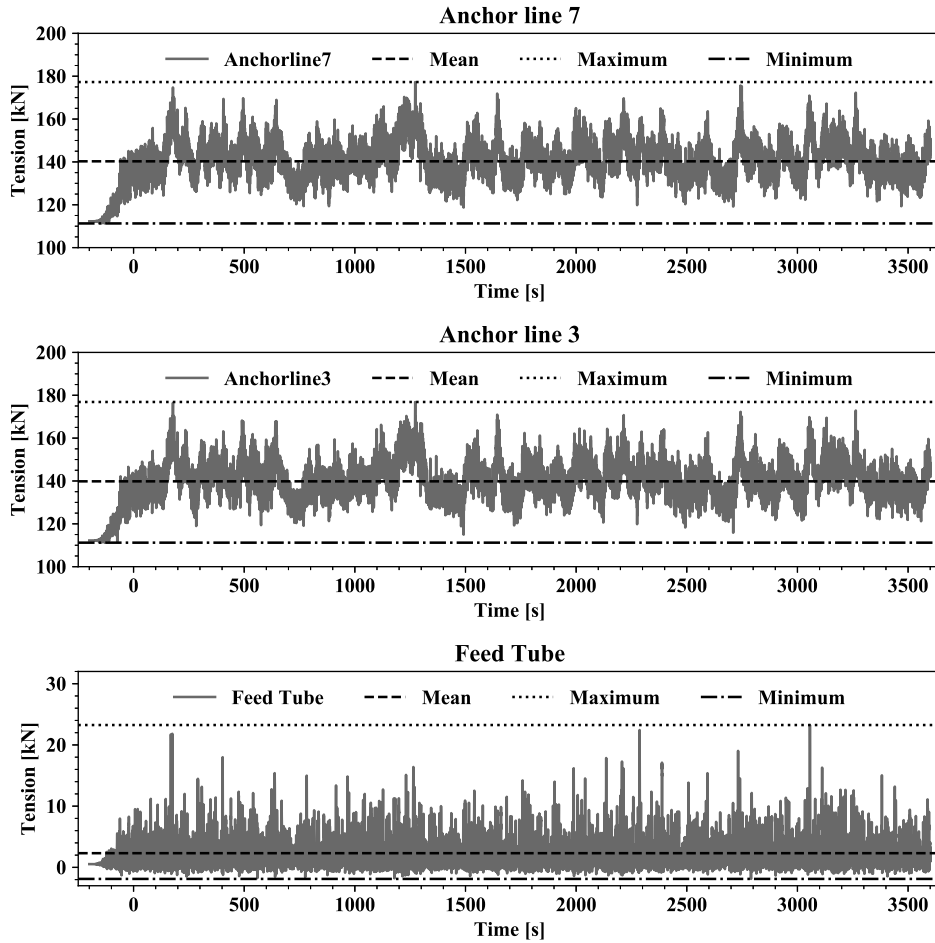 Anchor line 7
200
Anchorline7 Mean Maximum Minimum
180
160
140
120
100
Tension [kN]
0 500 1000 1500 2000 2500 3000 3500
Time [s]
Anchor line 3
200
Anchorline3 Mean Maximum Minimum
180
160
140
120
100
Tension [kN]
0 500 1000 1500 2000 2500 3000 3500
Time [s]
Feed Tube
30
Feed Tube Mean Maximum Minimum
20
10
0
Tension [kN]
0 500 1000 1500 2000 2500 3000 3500
Time [s]